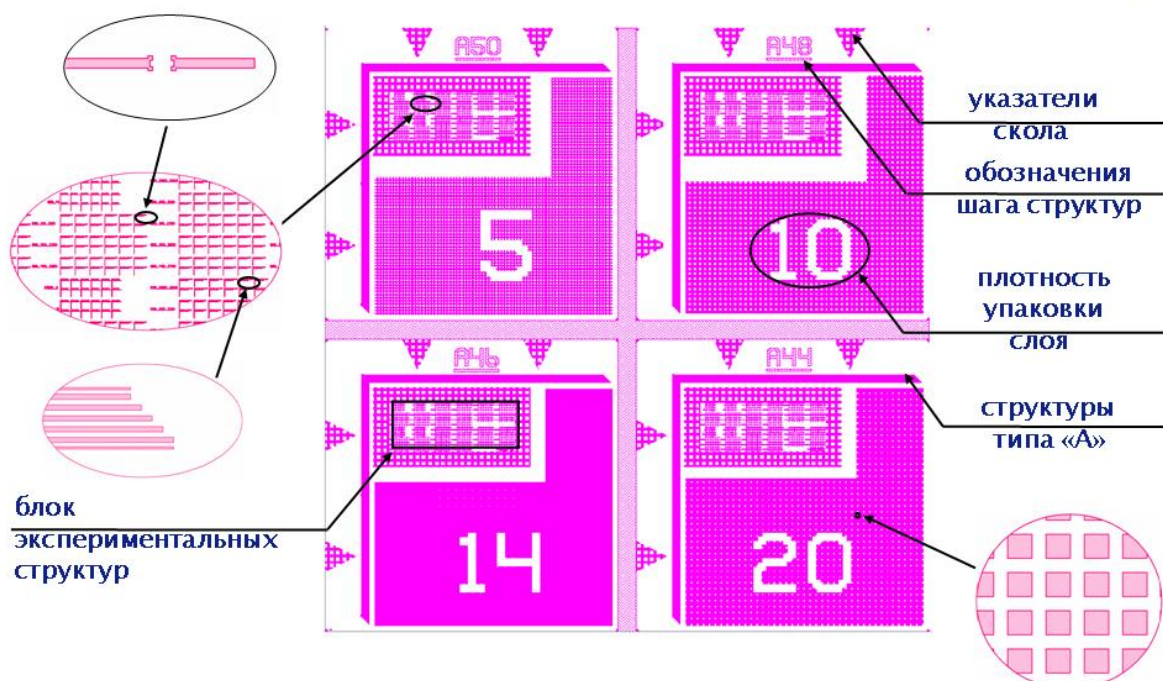 A50
A48
указатели
скола
обозначения
шага структур
5
10
плотность
упаковки
слоя
A46
A44
структуры
типа «А»
блок
экспериментальных
структур
14
20